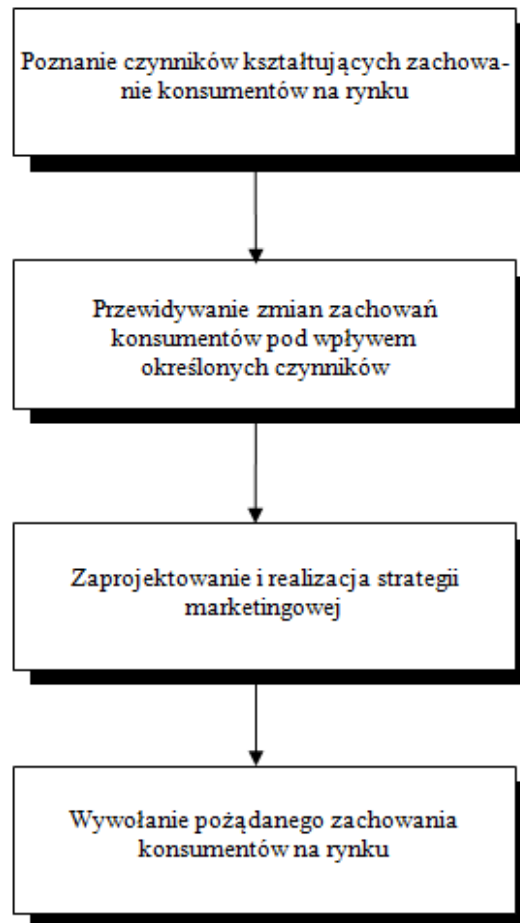 Poznanie czynników kształtujących zachowa-
nie konsumentów na rynku
Przewidywanie zmian zachowań
konsumentów pod wpływem
określonych czynników
Zaprojektowanie i realizacja strategii
marketingowej
Wywołanie pożądanego zachowania
konsumentów na rynku